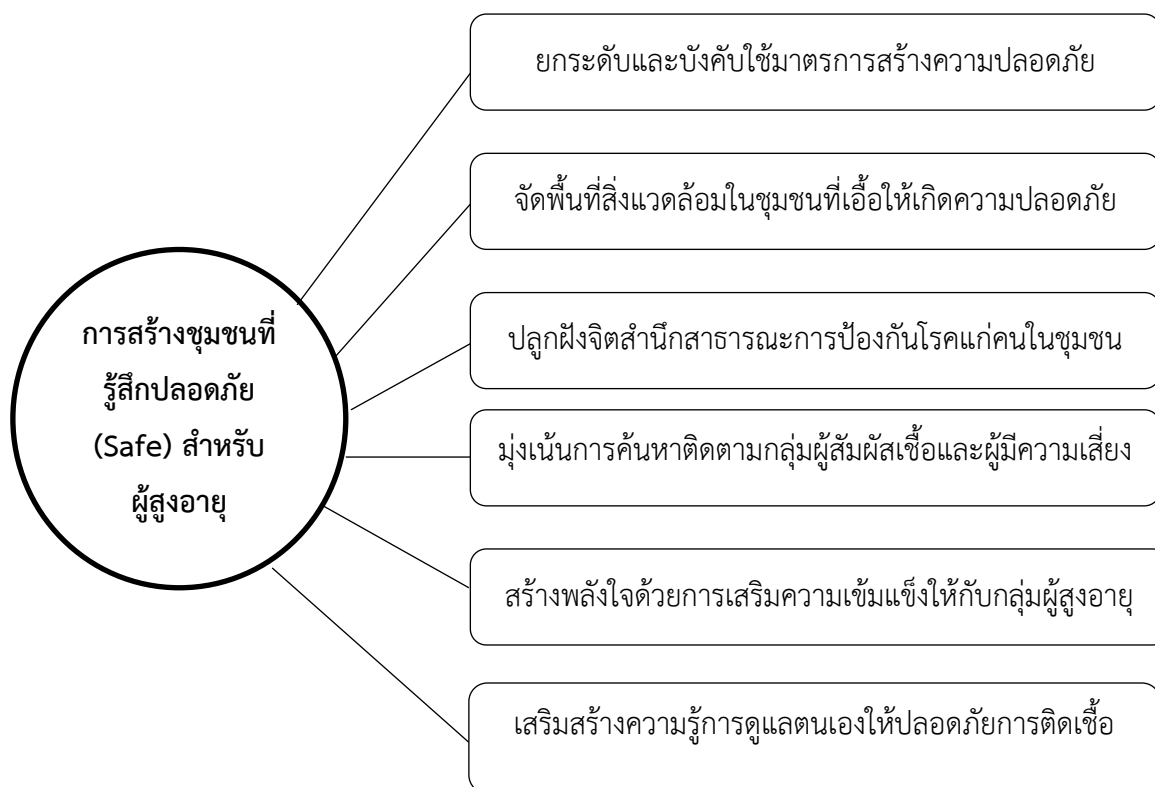 ยกระดับและบังคับใช้มาตรการสร้างความปลอดภัย
จัดพื้นที่สิ่งแวดล้อมในชุมชนที่เอื้อให้เกิดความปลอดภัย
การสร้างชุมชนที่
รู้สึกปลอดภัย
(Safe) สำหรับ
ผู้สูงอายุ
ปลูกฝังจิตสำนึกสาธารณะการป้องกันโรคแก่คนในชุมชน
มุ่งเน้นการค้นหาติดตามกลุ่มผู้สัมผัสเชื้อและผู้มีความเสี่ยง
สร้างพลังใจด้วยการเสริมความเข้มแข็งให้กับกลุ่มผู้สูงอายุ
เสริมสร้างความรู้การดูแลตนเองให้ปลอดภัยการติดเชื้อ